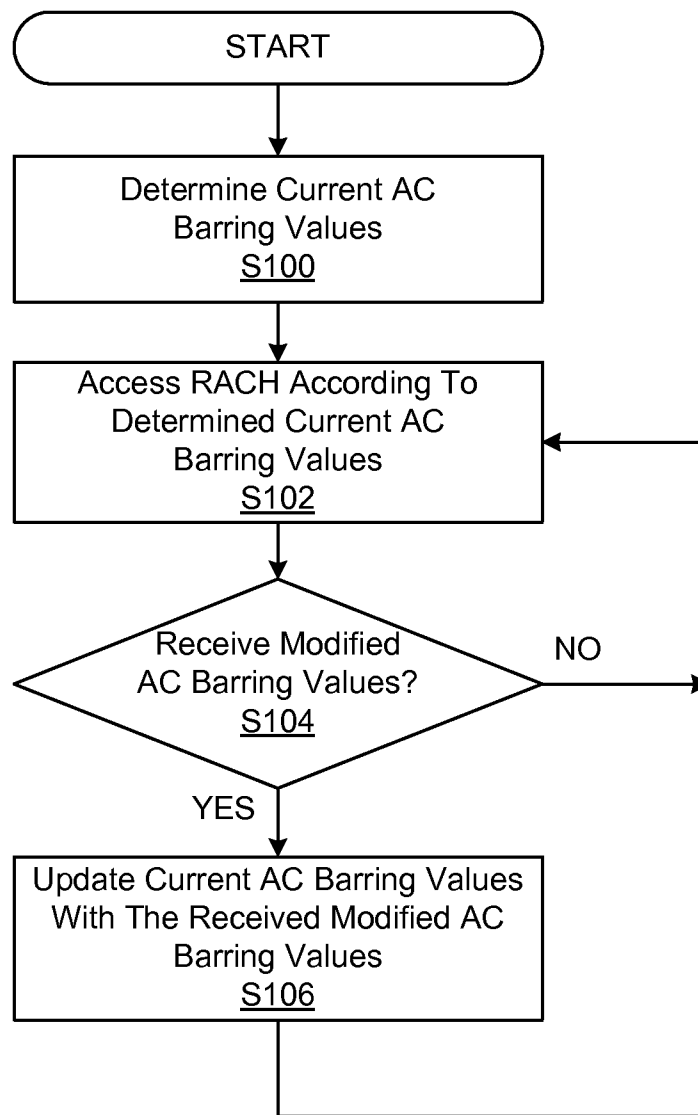 START
Determine Current AC
Barring Values
S100
Access RACH According To
Determined Current AC
Barring Values
S102
Receive Modified
AC Barring Values?
S104
NO
YES
Update Current AC Barring Values
With The Received Modified AC
Barring Values
S106